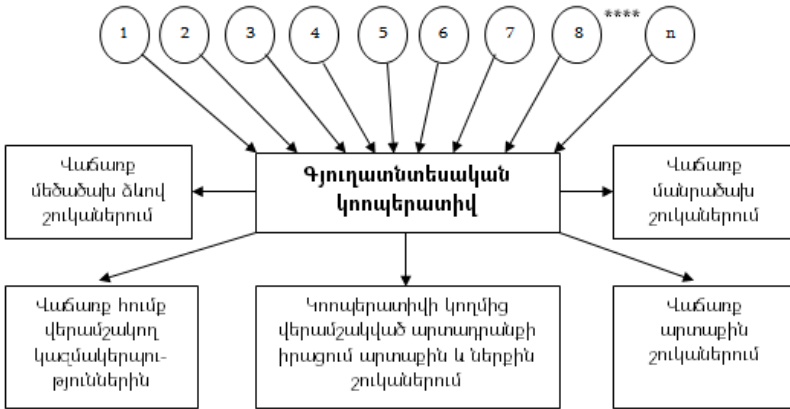 1 2 3 4 5 6 7 8 **** n
Գյուղատնտեսական
կոոպերատիվ
Վաճառք
մեծածախ ձևով
շուկաներում
Վաճառք
մանրածախ
շուկաներում
Վաճառք հումք
վերամշակող
կազմակերպու-
թյուններին
Կոոպերատիվի կողմից
վերամշակված արտադրանքի
իրացում արտաքին և ներքին
շուկաներում
Վաճառք
արտաքին
շուկաներում